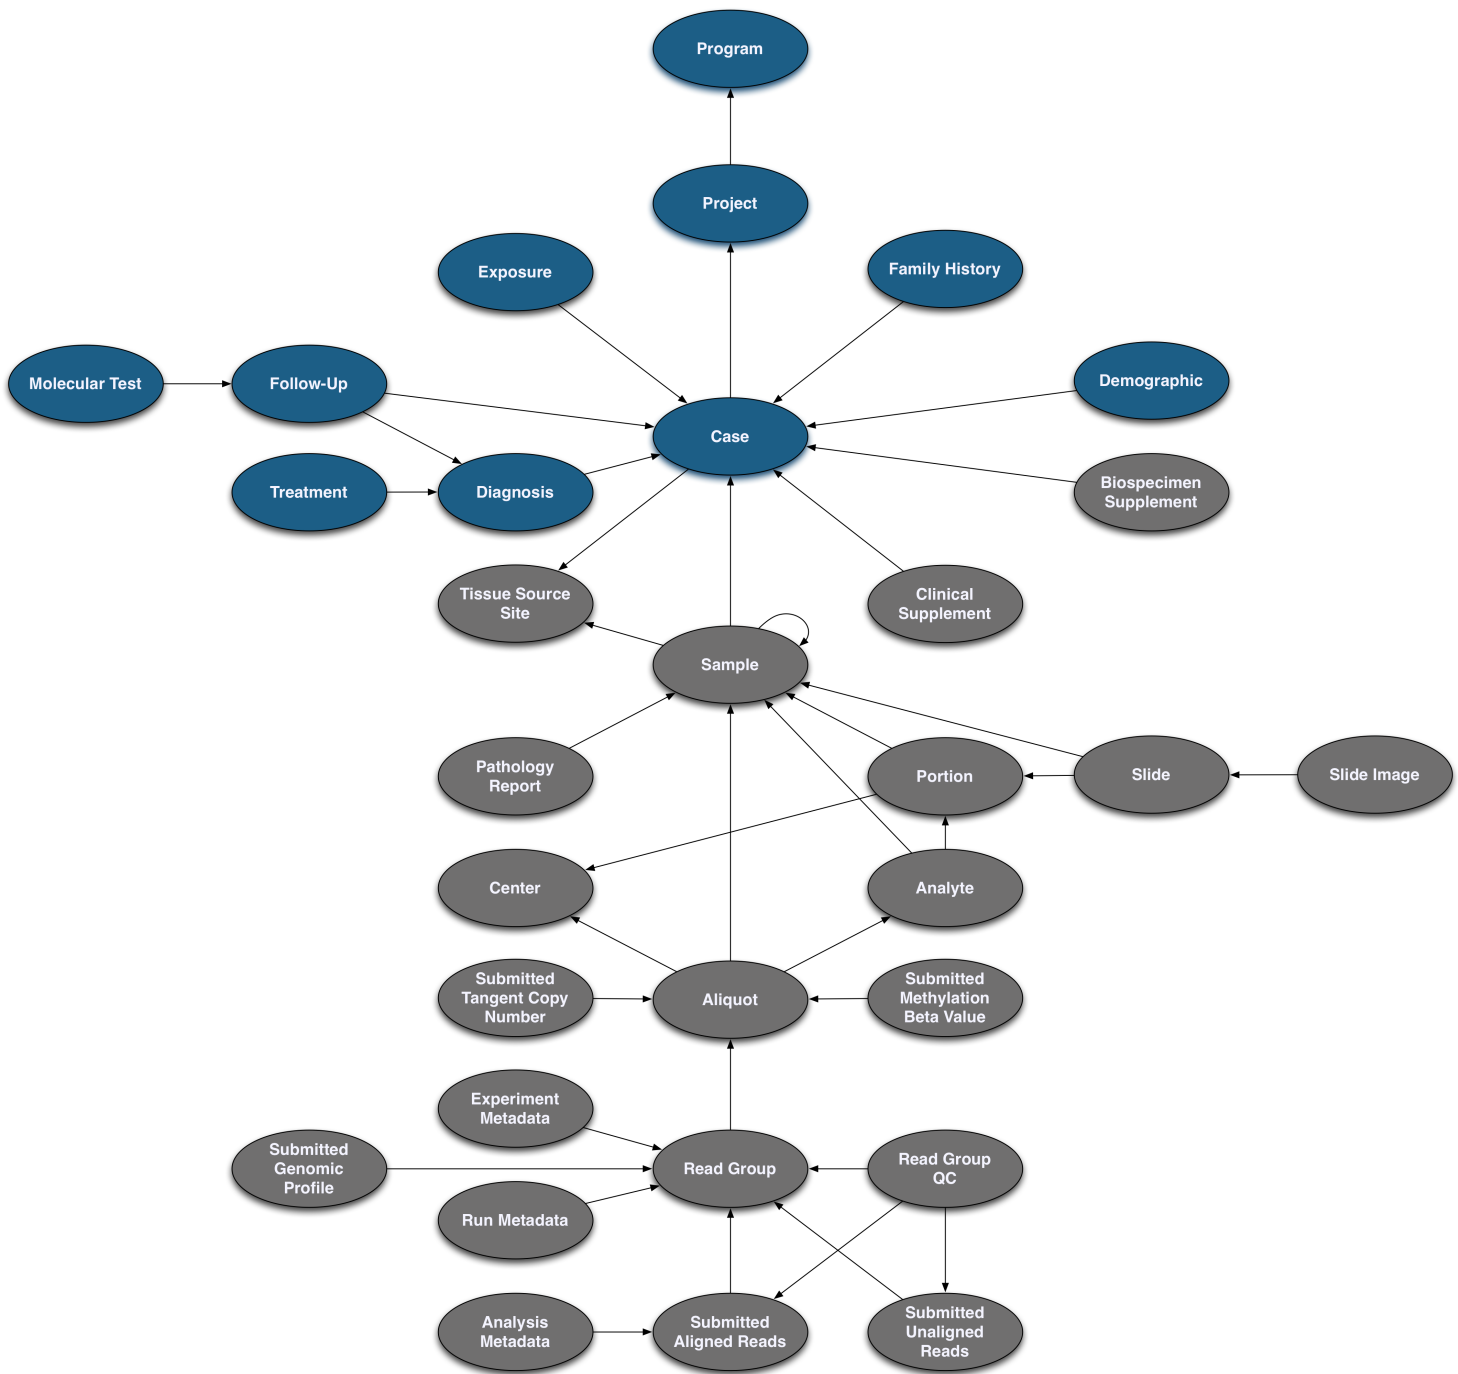 Program
Project
Exposure
Family History
Molecular Test
Follow-Up
Demographic
Case
Treatment
Diagnosis
Biospecimen
Supplement
Tissue Source
Site
Clinical
Supplement
Sample
Pathology
Report
Portion
Slide
Slide Image
Center
Analyte
Submitted
Tangent Copy
Number
Aliquot
Submitted
Methylation
Beta Value
Experiment
Metadata
Submitted
Genomic
Profile
Read Group
Read Group
QC
Run Metadata
Analysis
Metadata
Submitted
Aligned Reads
Submitted
Unaligned
Reads